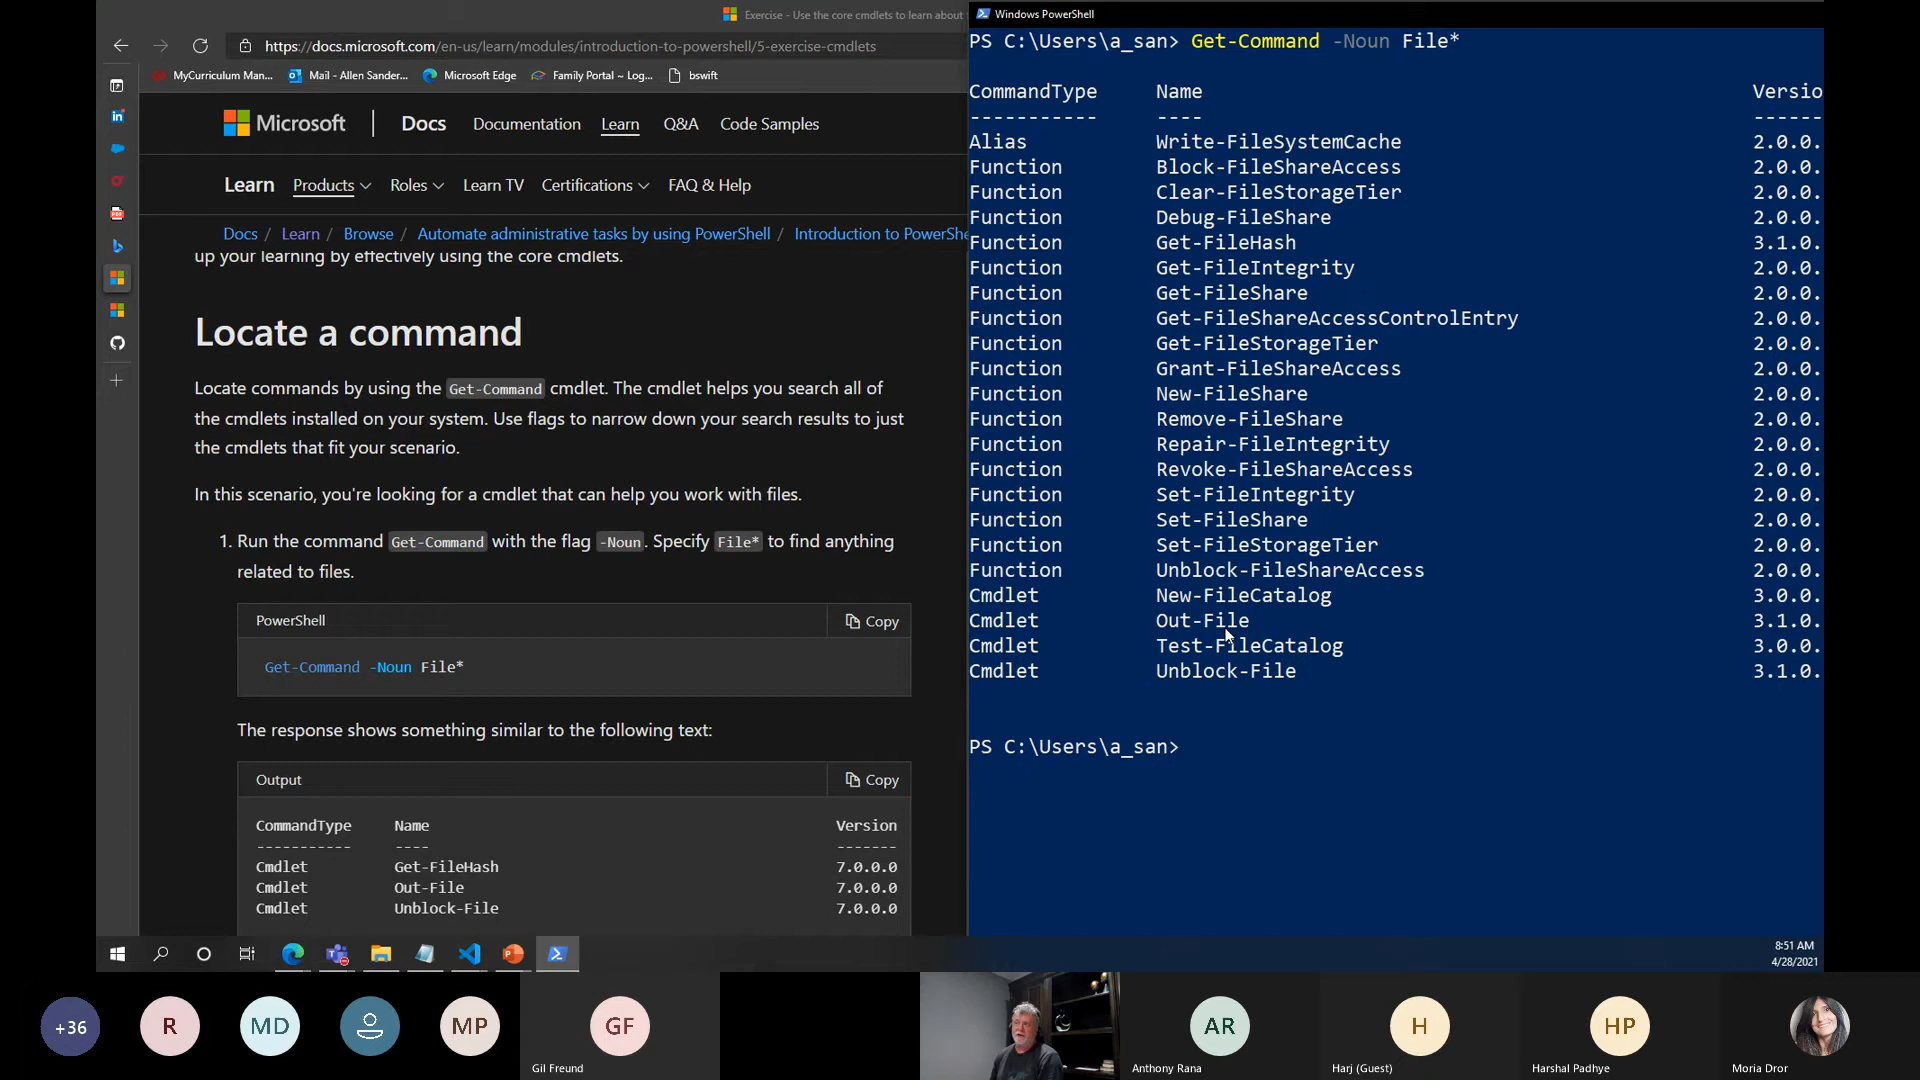 Exercise - Use the core cmdlets to learn about
https://docs.microsoft.com/en-us/learn/modules/introduction-to-powershell/5-exercise-cmdlets
MyCurriculum Man...
Mail - Allen Sander...
Microsoft Edge
Family Portal ~ Log...
bswift
Microsoft
Docs
Documentation
Learn
Q&A
Code Samples
Learn
Products
Roles
Learn TV
Certifications
FAQ & Help
Docs / Learn / Browse / Automate administrative tasks by using PowerShell / Introduction to PowerShe
up your learning by effectively using the core cmdlets.
Locate a command
Locate commands by using the Get-Command cmdlet. The cmdlet helps you search all of
the cmdlets installed on your system. Use flags to narrow down your search results to just
the cmdlets that fit your scenario.
In this scenario, you're looking for a cmdlet that can help you work with files.
1. Run the command Get-Command with the flag -Noun. Specify File* to find anything
related to files.
PowerShell
Copy
Get-Command -Noun File*
The response shows something similar to the following text:
Output
Copy
CommandType Name Version
----------- ---- -------
Cmdlet Get-FileHash 7.0.0.0
Cmdlet Out-File 7.0.0.0
Cmdlet Unblock-File 7.0.0.0
Windows PowerShell
PS C:\Users\a_san> Get-Command -Noun File*
CommandType Name Versio
----------- ---- ------
Alias Write-FileSystemCache 2.0.0.
Function Block-FileShareAccess 2.0.0.
Function Clear-FileStorageTier 2.0.0.
Function Debug-FileShare 2.0.0.
Function Get-FileHash 3.1.0.
Function Get-FileIntegrity 2.0.0.
Function Get-FileShare 2.0.0.
Function Get-FileShareAccessControlEntry 2.0.0.
Function Get-FileStorageTier 2.0.0.
Function Grant-FileShareAccess 2.0.0.
Function New-FileShare 2.0.0.
Function Remove-FileShare 2.0.0.
Function Repair-FileIntegrity 2.0.0.
Function Revoke-FileShareAccess 2.0.0.
Function Set-FileIntegrity 2.0.0.
Function Set-FileShare 2.0.0.
Function Set-FileStorageTier 2.0.0.
Function Unblock-FileShareAccess 2.0.0.
Cmdlet New-FileCatalog 3.0.0.
Cmdlet Out-File 3.1.0.
Cmdlet Test-FileCatalog 3.0.0.
Cmdlet Unblock-File 3.1.0.
PS C:\Users\a_san>
8:51 AM
4/28/2021
+36
R
MD
MP
GF
Gil Freund
AR
Anthony Rana
H
Harj (Guest)
HP
Harshal Padhye
Moria Dror